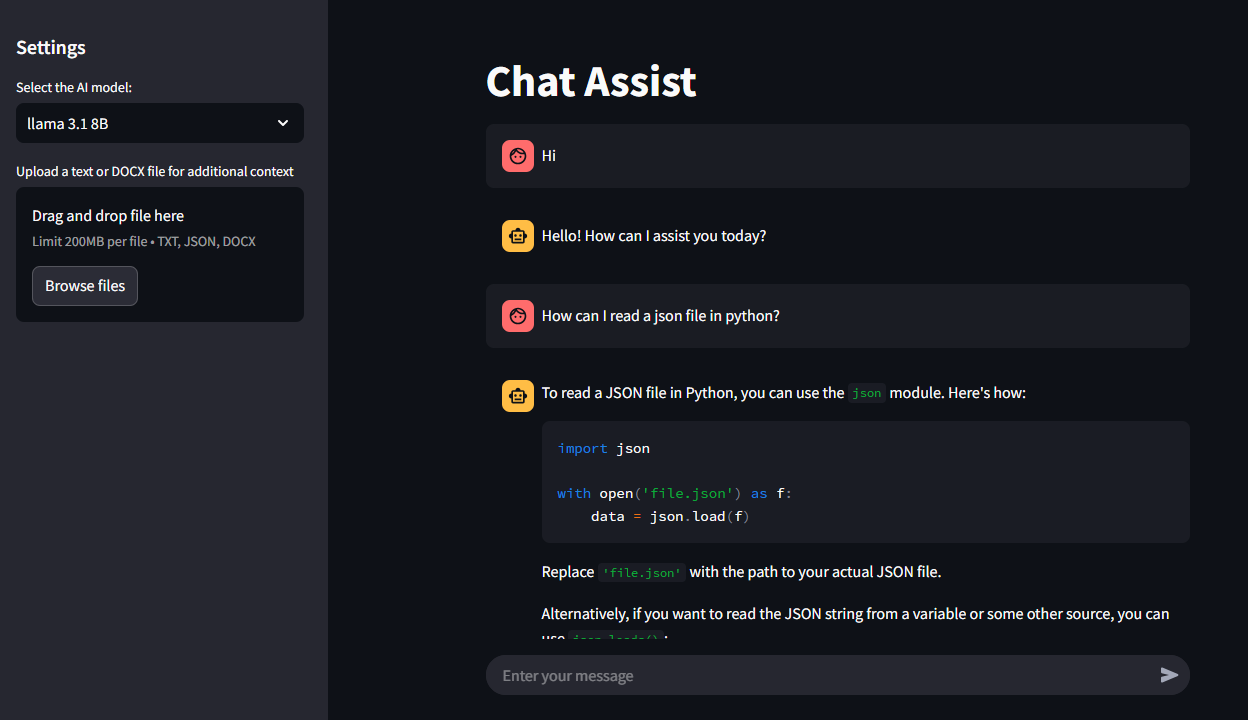 Settings
Select the AI model:
llama 3.1 8B
Upload a text or DOCX file for additional context
Drag and drop file here
Limit 200MB per file • TXT, JSON, DOCX
Browse files
Chat Assist
Hi
Hello! How can I assist you today?
How can I read a json file in python?
To read a JSON file in Python, you can use the json module. Here's how:
import json
with open('file.json') as f:
    data = json.load(f)
Replace 'file.json' with the path to your actual JSON file.
Alternatively, if you want to read the JSON string from a variable or some other source, you can
use json.loads():
Enter your message